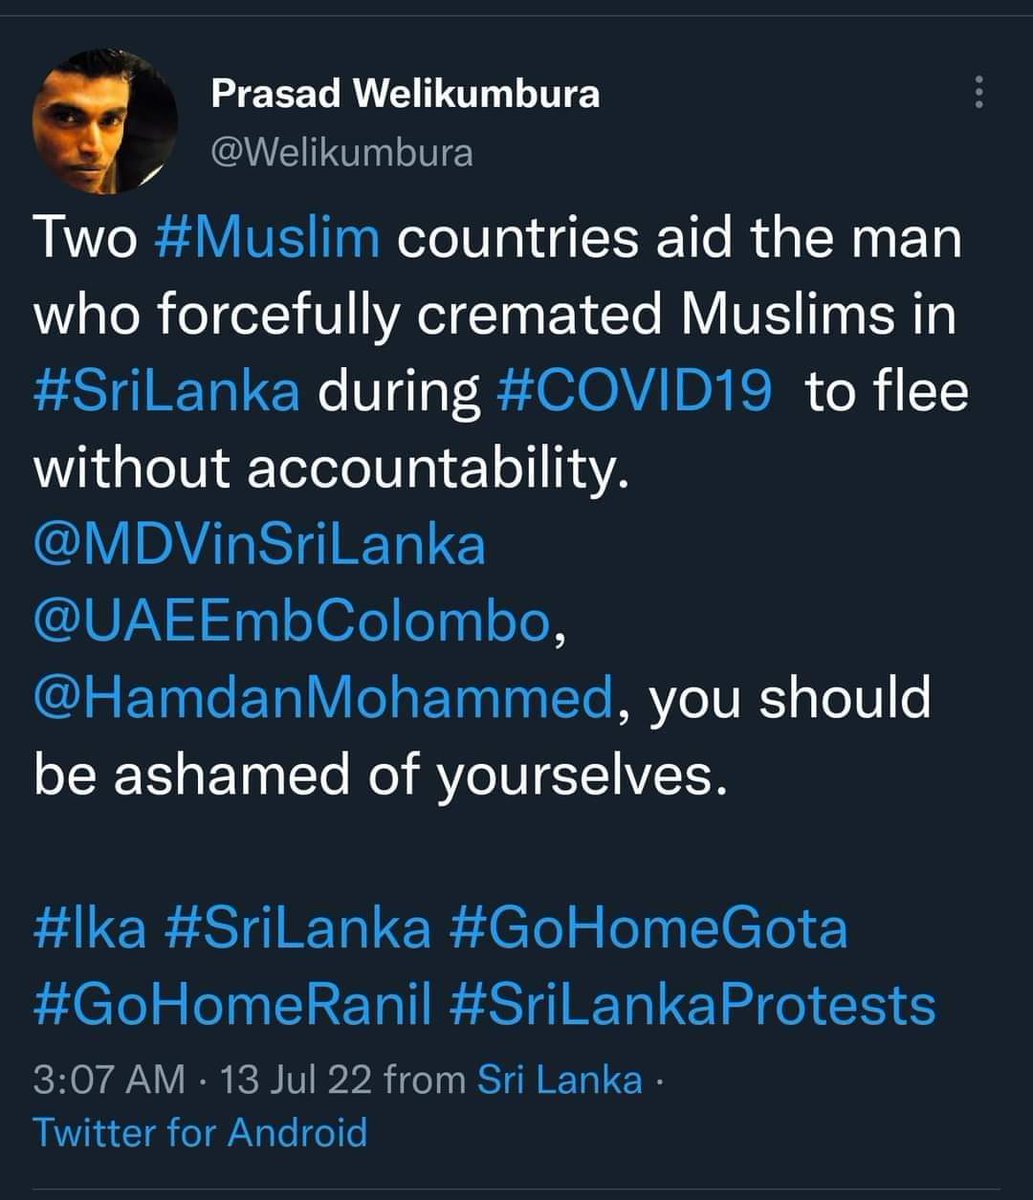 Prasad Welikumbura
@Welikumbura
Two #Muslim countries aid the man
who forcefully cremated Muslims in
#SriLanka during #COVID19  to flee
without accountability.
@MDVinSriLanka
@UAEEmbColombo,
@HamdanMohammed, you should
be ashamed of yourselves.
#lka #SriLanka #GoHomeGota
#GoHomeRanil #SriLankaProtests
3:07 AM · 13 Jul 22 from Sri Lanka ·
Twitter for Android